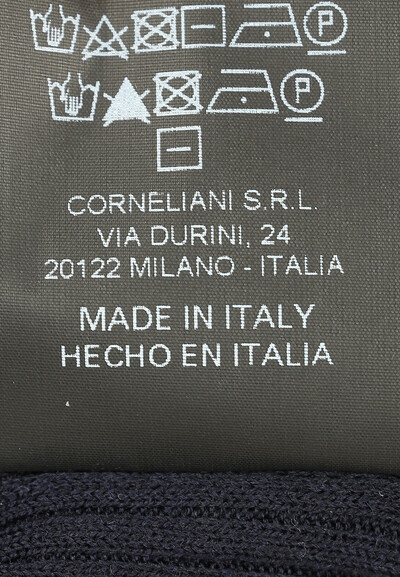 P
P
CORNELIANI S.R.L.
VIA DURINI, 24
20122 MILANO - ITALIA
MADE IN ITALY
HECHO EN ITALIA